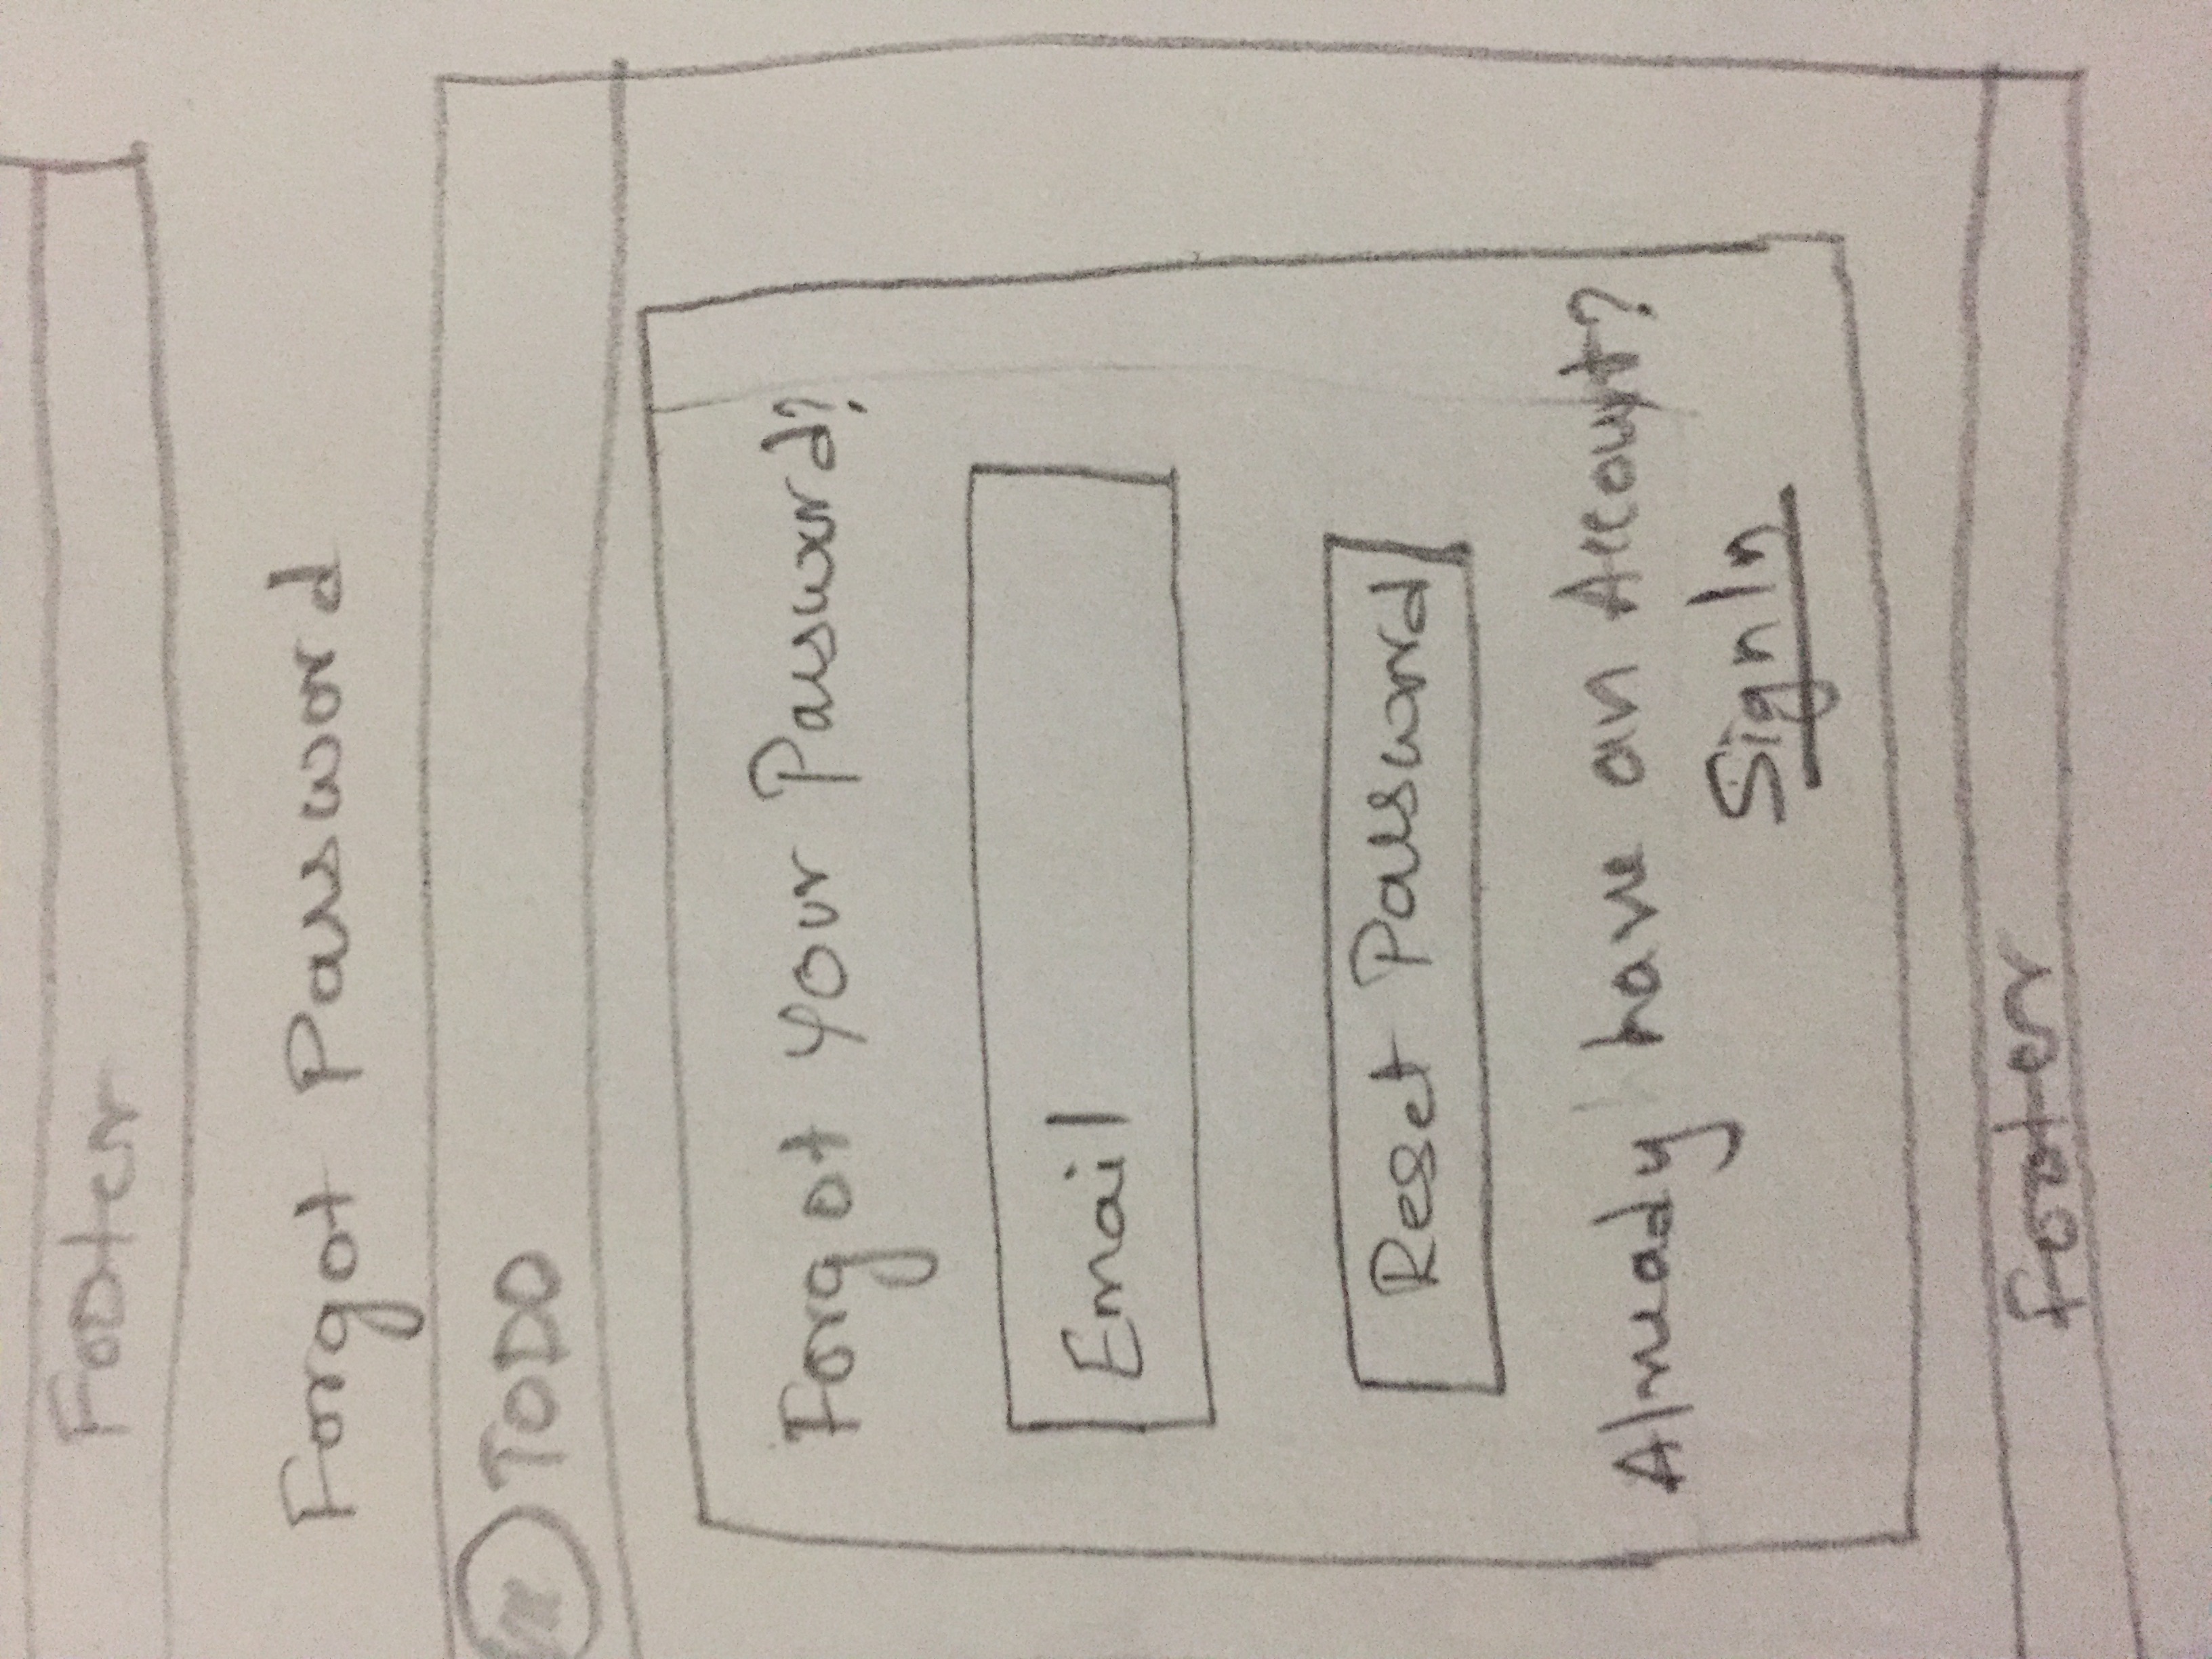 Footer
Forgot Password
TODO
Forgot Your Password?
Email
Reset Password
Already have an Account?
SignIn
Footer